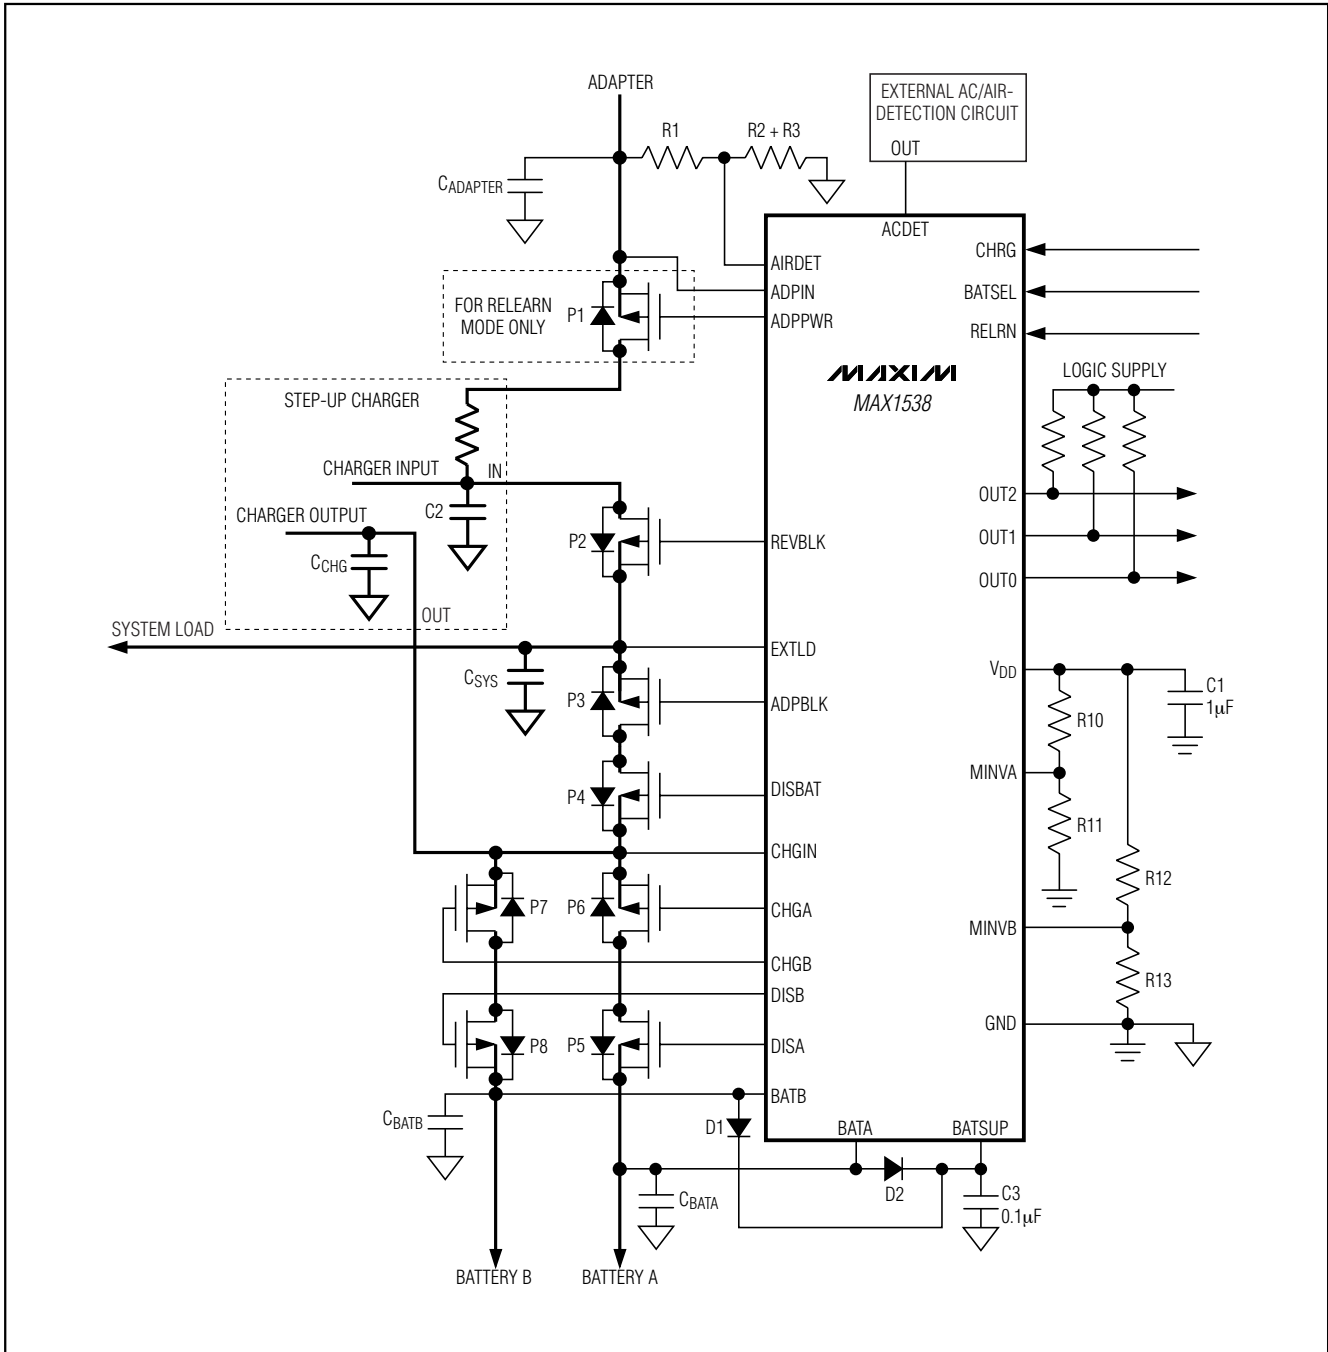 ADAPTER
EXTERNAL AC/AIR-
DETECTION CIRCUIT
OUT
R1
R2 + R3
CADAPTER
ACDET
AIRDET
ADPIN
ADPPWR
CHRG
BATSEL
RELRN
FOR RELEARN
MODE ONLY
P1
MAXIM
MAX1538
LOGIC SUPPLY
STEP-UP CHARGER
CHARGER INPUT
IN
C2
CHARGER OUTPUT
CCHG
OUT
P2
REVBLK
OUT2
OUT1
OUT0
SYSTEM LOAD
EXTLD
CSYS
P3
ADPBLK
P4
DISBAT
VDD
C1
1µF
R10
MINVA
R11
CHGIN
P7
P6
CHGA
R12
MINVB
CHGB
DISB
R13
GND
P8
P5
DISA
BATB
CBATB
D1
BATA
BATSUP
D2
CBATA
C3
0.1µF
BATTERY B
BATTERY A